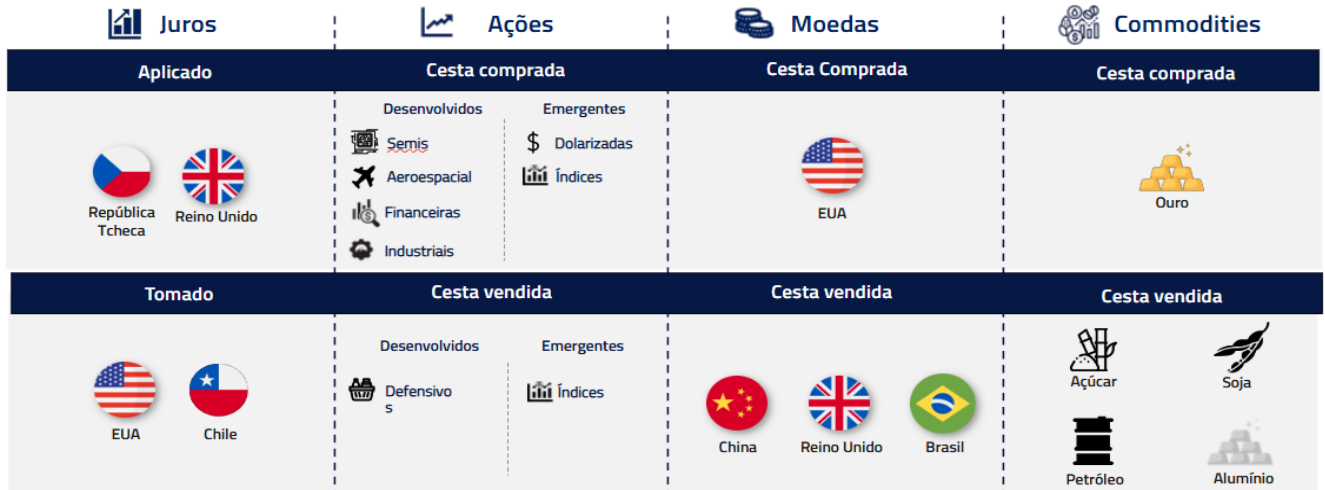 Juros
Ações
Moedas
Commodities
Aplicado
Cesta comprada
Cesta Comprada
Cesta comprada
Desenvolvidos
Emergentes
Semis
Aeroespacial
Financeiras
Industriais
$ Dolarizadas
Índices
República
Tcheca
Reino Unido
EUA
Ouro
Tomado
Cesta vendida
Cesta vendida
Cesta vendida
EUA
Chile
Desenvolvidos
Emergentes
Defensivo
s
Índices
China
Reino Unido
Brasil
Açúcar
Soja
Petróleo
Alumínio